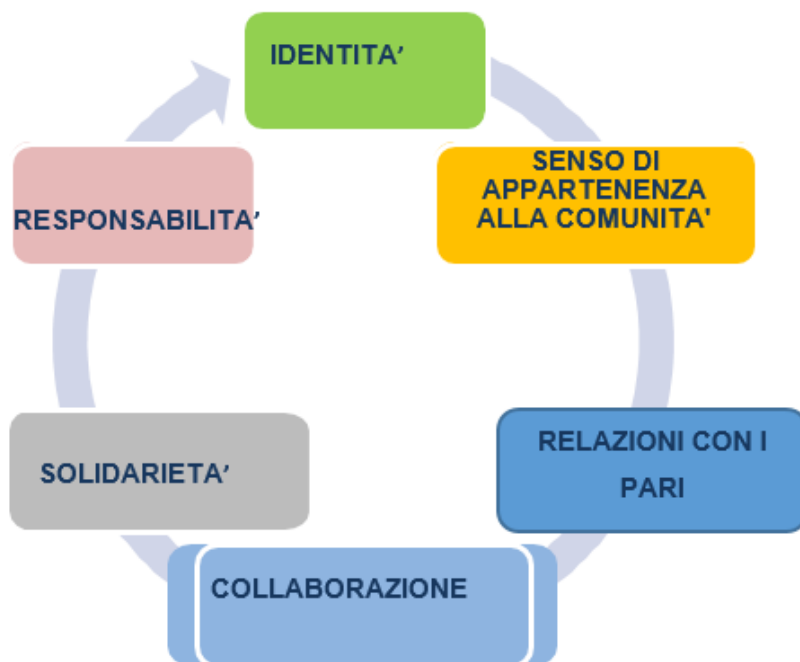 IDENTITA’
SENSO DI
APPARTENENZA
ALLA COMUNITA'
RELAZIONI CON I
PARI
COLLABORAZIONE
SOLIDARIETA’
RESPONSABILITA’